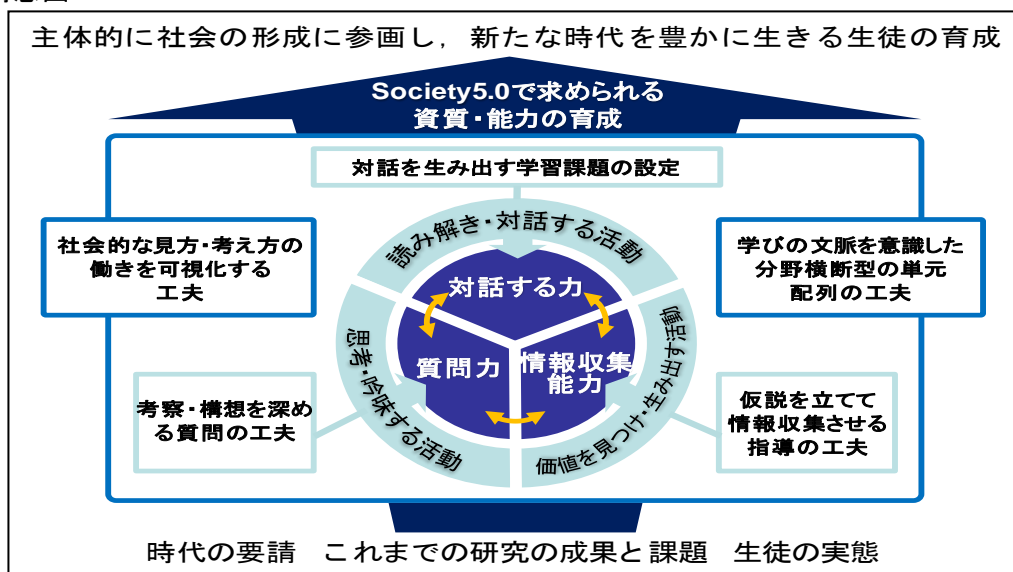 主体的に社会の形成に参画し，新たな時代を豊かに生きる生徒の育成
Society5.0で求められる
資質・能力の育成
対話を生み出す学習課題の設定
読み解き・対話する活動
社会的な見方・考え方の
働きを可視化する
工夫
学びの文脈を意識した
分野横断型の単元
配列の工夫
対話する力
質問力
情報収集
能力
思考・吟味する活動
価値を見つけ・生み出す活動
考察・構想を深め
る質問の工夫
仮説を立てて
情報収集させる
指導の工夫
時代の要請　これまでの研究の成果と課題　生徒の実態